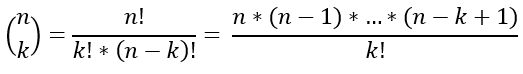 (n k) = n! / k! * (n − k)! = n * (n − 1) * … * (n − k + 1) / k!